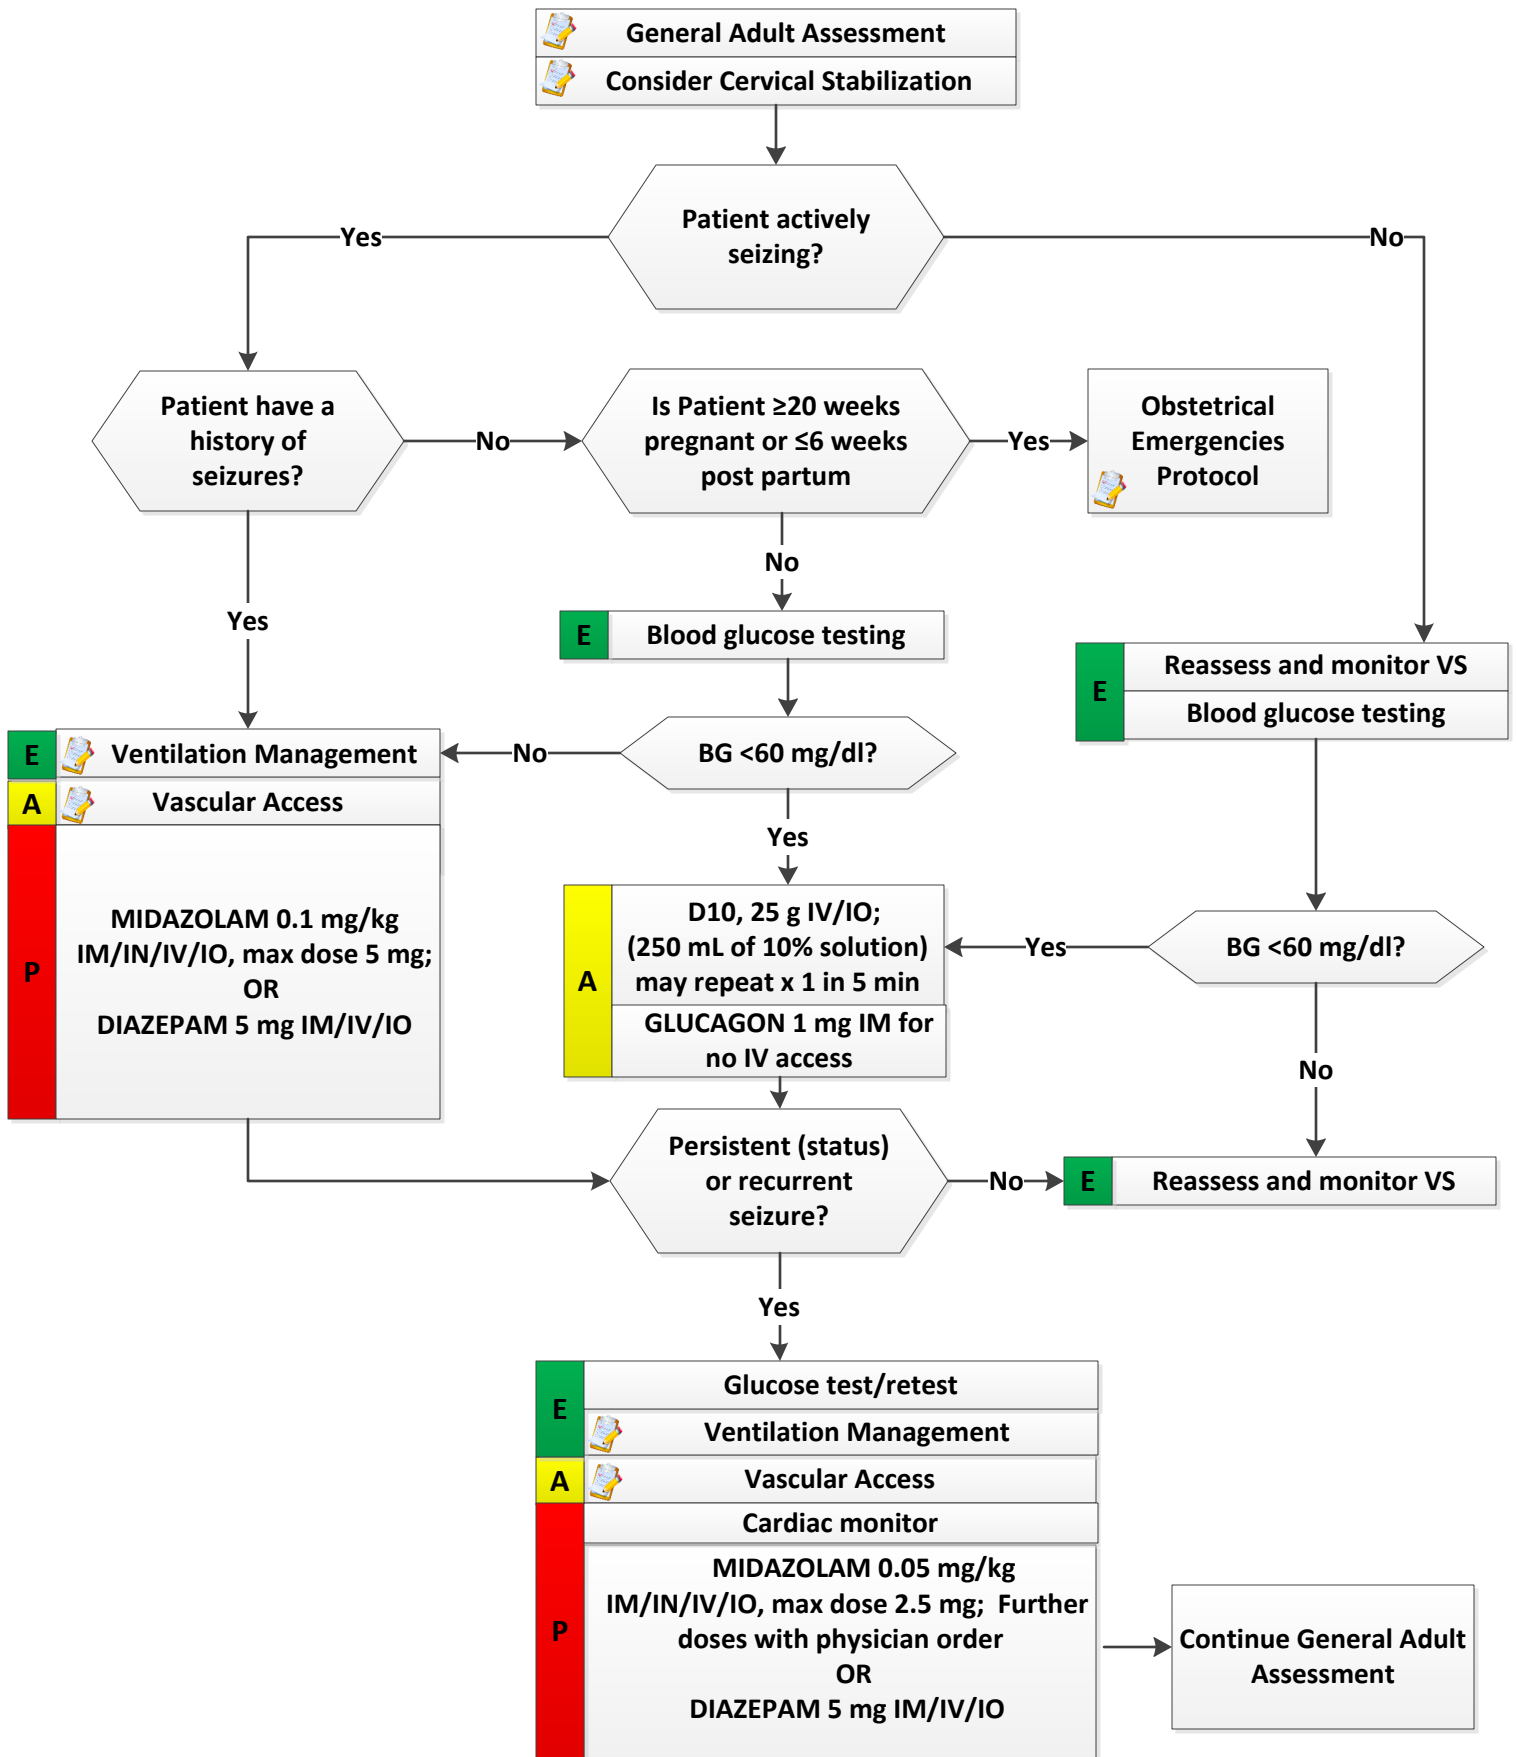 General Adult Assessment
Consider Cervical Stabilization
Patient actively
seizing?
Yes
No
Patient have a
history of
seizures?
No
Is Patient ≥20 weeks
pregnant or ≤6 weeks
post partum
Yes
Obstetrical
Emergencies
Protocol
No
Yes
E
Blood glucose testing
E
Reassess and monitor VS
Blood glucose testing
E
Ventilation Management
A
Vascular Access
P
MIDAZOLAM 0.1 mg/kg
IM/IN/IV/IO, max dose 5 mg;
OR
DIAZEPAM 5 mg IM/IV/IO
No
BG <60 mg/dl?
Yes
A
D10, 25 g IV/IO;
(250 mL of 10% solution)
may repeat x 1 in 5 min
GLUCAGON 1 mg IM for
no IV access
Yes
BG <60 mg/dl?
No
Persistent (status)
or recurrent
seizure?
No
E
Reassess and monitor VS
Yes
E
Glucose test/retest
Ventilation Management
A
Vascular Access
P
Cardiac monitor
MIDAZOLAM 0.05 mg/kg
IM/IN/IV/IO, max dose 2.5 mg; Further
doses with physician order
OR
DIAZEPAM 5 mg IM/IV/IO
Continue General Adult
Assessment